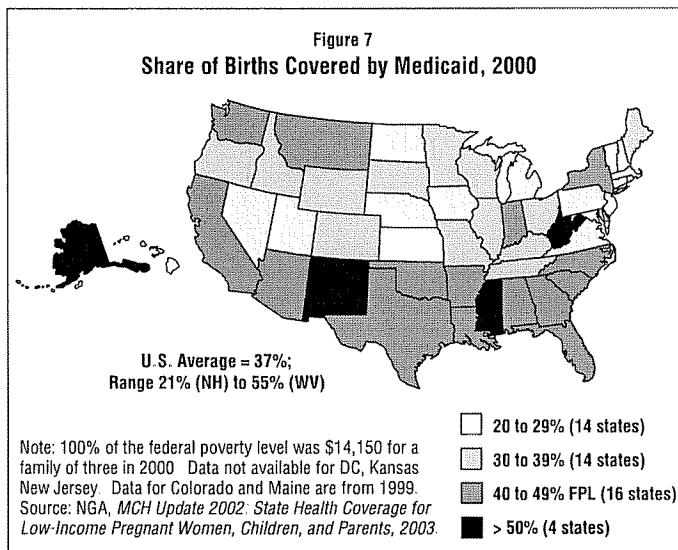 Figure 7
Share of Births Covered by Medicaid, 2000
U.S. Average = 37%;
Range 21% (NH) to 55% (WV)
Note: 100% of the federal poverty level was $14,150 for a
family of three in 2000 Data not available for DC, Kansas
New Jersey. Data for Colorado and Maine are from 1999.
Source: NGA, MCH Update 2002: State Health Coverage for
Low-Income Pregnant Women, Children, and Parents, 2003.
20 to 29% (14 states)
30 to 39% (14 states)
40 to 49% FPL (16 states)
> 50% (4 states)